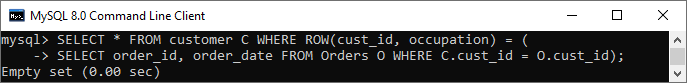 MySQL 8.0 Command Line Client
mysql> SELECT * FROM customer C WHERE ROW(cust_id, occupation) = (
    -> SELECT order_id, order_date FROM Orders O WHERE C.cust_id = O.cust_id);
Empty set (0.00 sec)